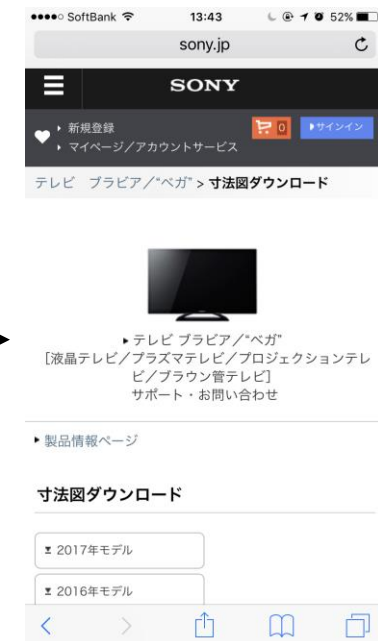 SoftBank 13:43 52%
sony.jp
SONY
新規登録
マイページ／アカウントサービス
0
サインイン
テレビ ブラビア／“ベガ” > 寸法図ダウンロード
テレビ ブラビア／“ベガ”
［液晶テレビ／プラズマテレビ／プロジェクションテレ
ビ／ブラウン管テレビ］
サポート・お問い合わせ
製品情報ページ
寸法図ダウンロード
2017年モデル
2016年モデル